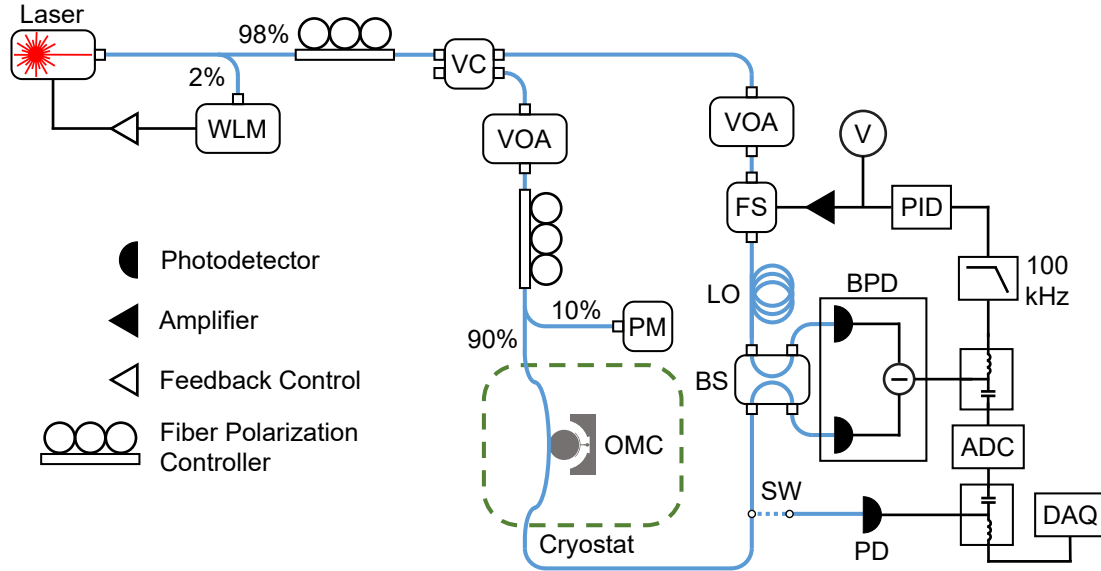 Laser
98%
2%
WLM
VC
VOA
VOA
V
FS
PID
100
kHz
LO
BPD
10%
PM
90%
BS
−
OMC
ADC
SW
PD
DAQ
Cryostat
Photodetector
Amplifier
Feedback Control
Fiber Polarization
Controller